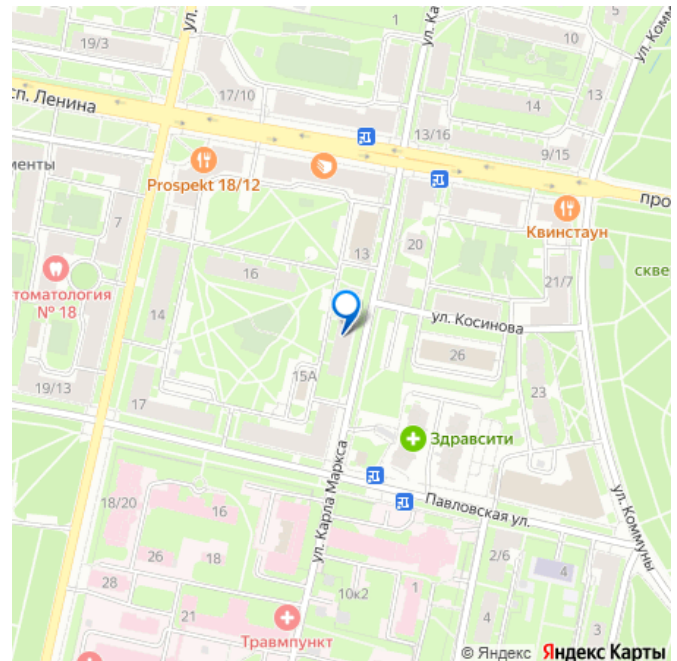 1
ул. Ка
5
10
ул. Комм
19/3
ул.
17/10
14
13
сп. Ленина
13/16
9/15
менты
Prospekt 18/12
про
Квинстаун
7
13
20
16
21/7
скве
томатология
№ 18
ул. Косинова
14
26
15А
23
19/13
17
Здравсити
ул. Карла Маркса
Павловская ул.
ул. Коммуны
18/20
16
26
18
2/6
4
28
10к2
1
21
4
3
Травмпункт
© Яндекс Яндекс Карты